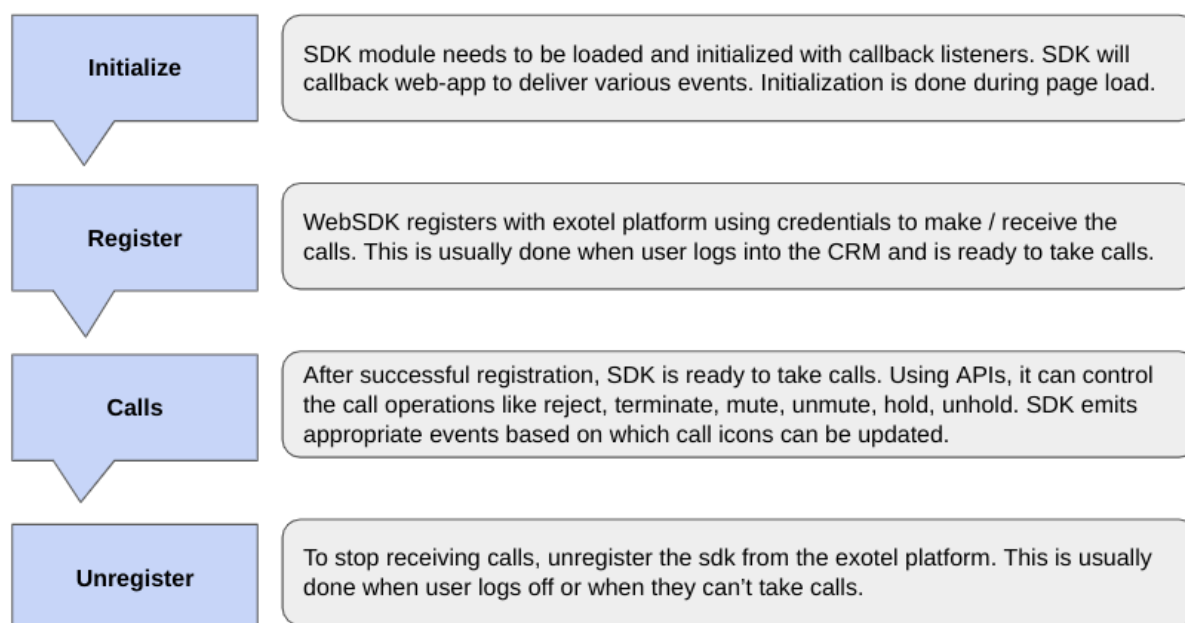 Initialize
SDK module needs to be loaded and initialized with callback listeners. SDK will
callback web-app to deliver various events. Initialization is done during page load.
Register
WebSDK registers with exotel platform using credentials to make / receive the
calls. This is usually done when user logs into the CRM and is ready to take calls.
Calls
After successful registration, SDK is ready to take calls. Using APIs, it can control
the call operations like reject, terminate, mute, unmute, hold, unhold. SDK emits
appropriate events based on which call icons can be updated.
Unregister
To stop receiving calls, unregister the sdk from the exotel platform. This is usually
done when user logs off or when they can’t take calls.